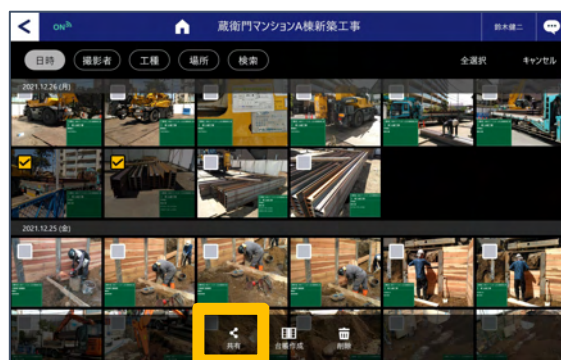 ON
蔵衛門マンションA棟新築工事
鈴木健二
日時
撮影者
工種
場所
検索
全選択
キャンセル
2021.12.26 (月)
2021.12.25 (金)
共有
台帳作成
削除